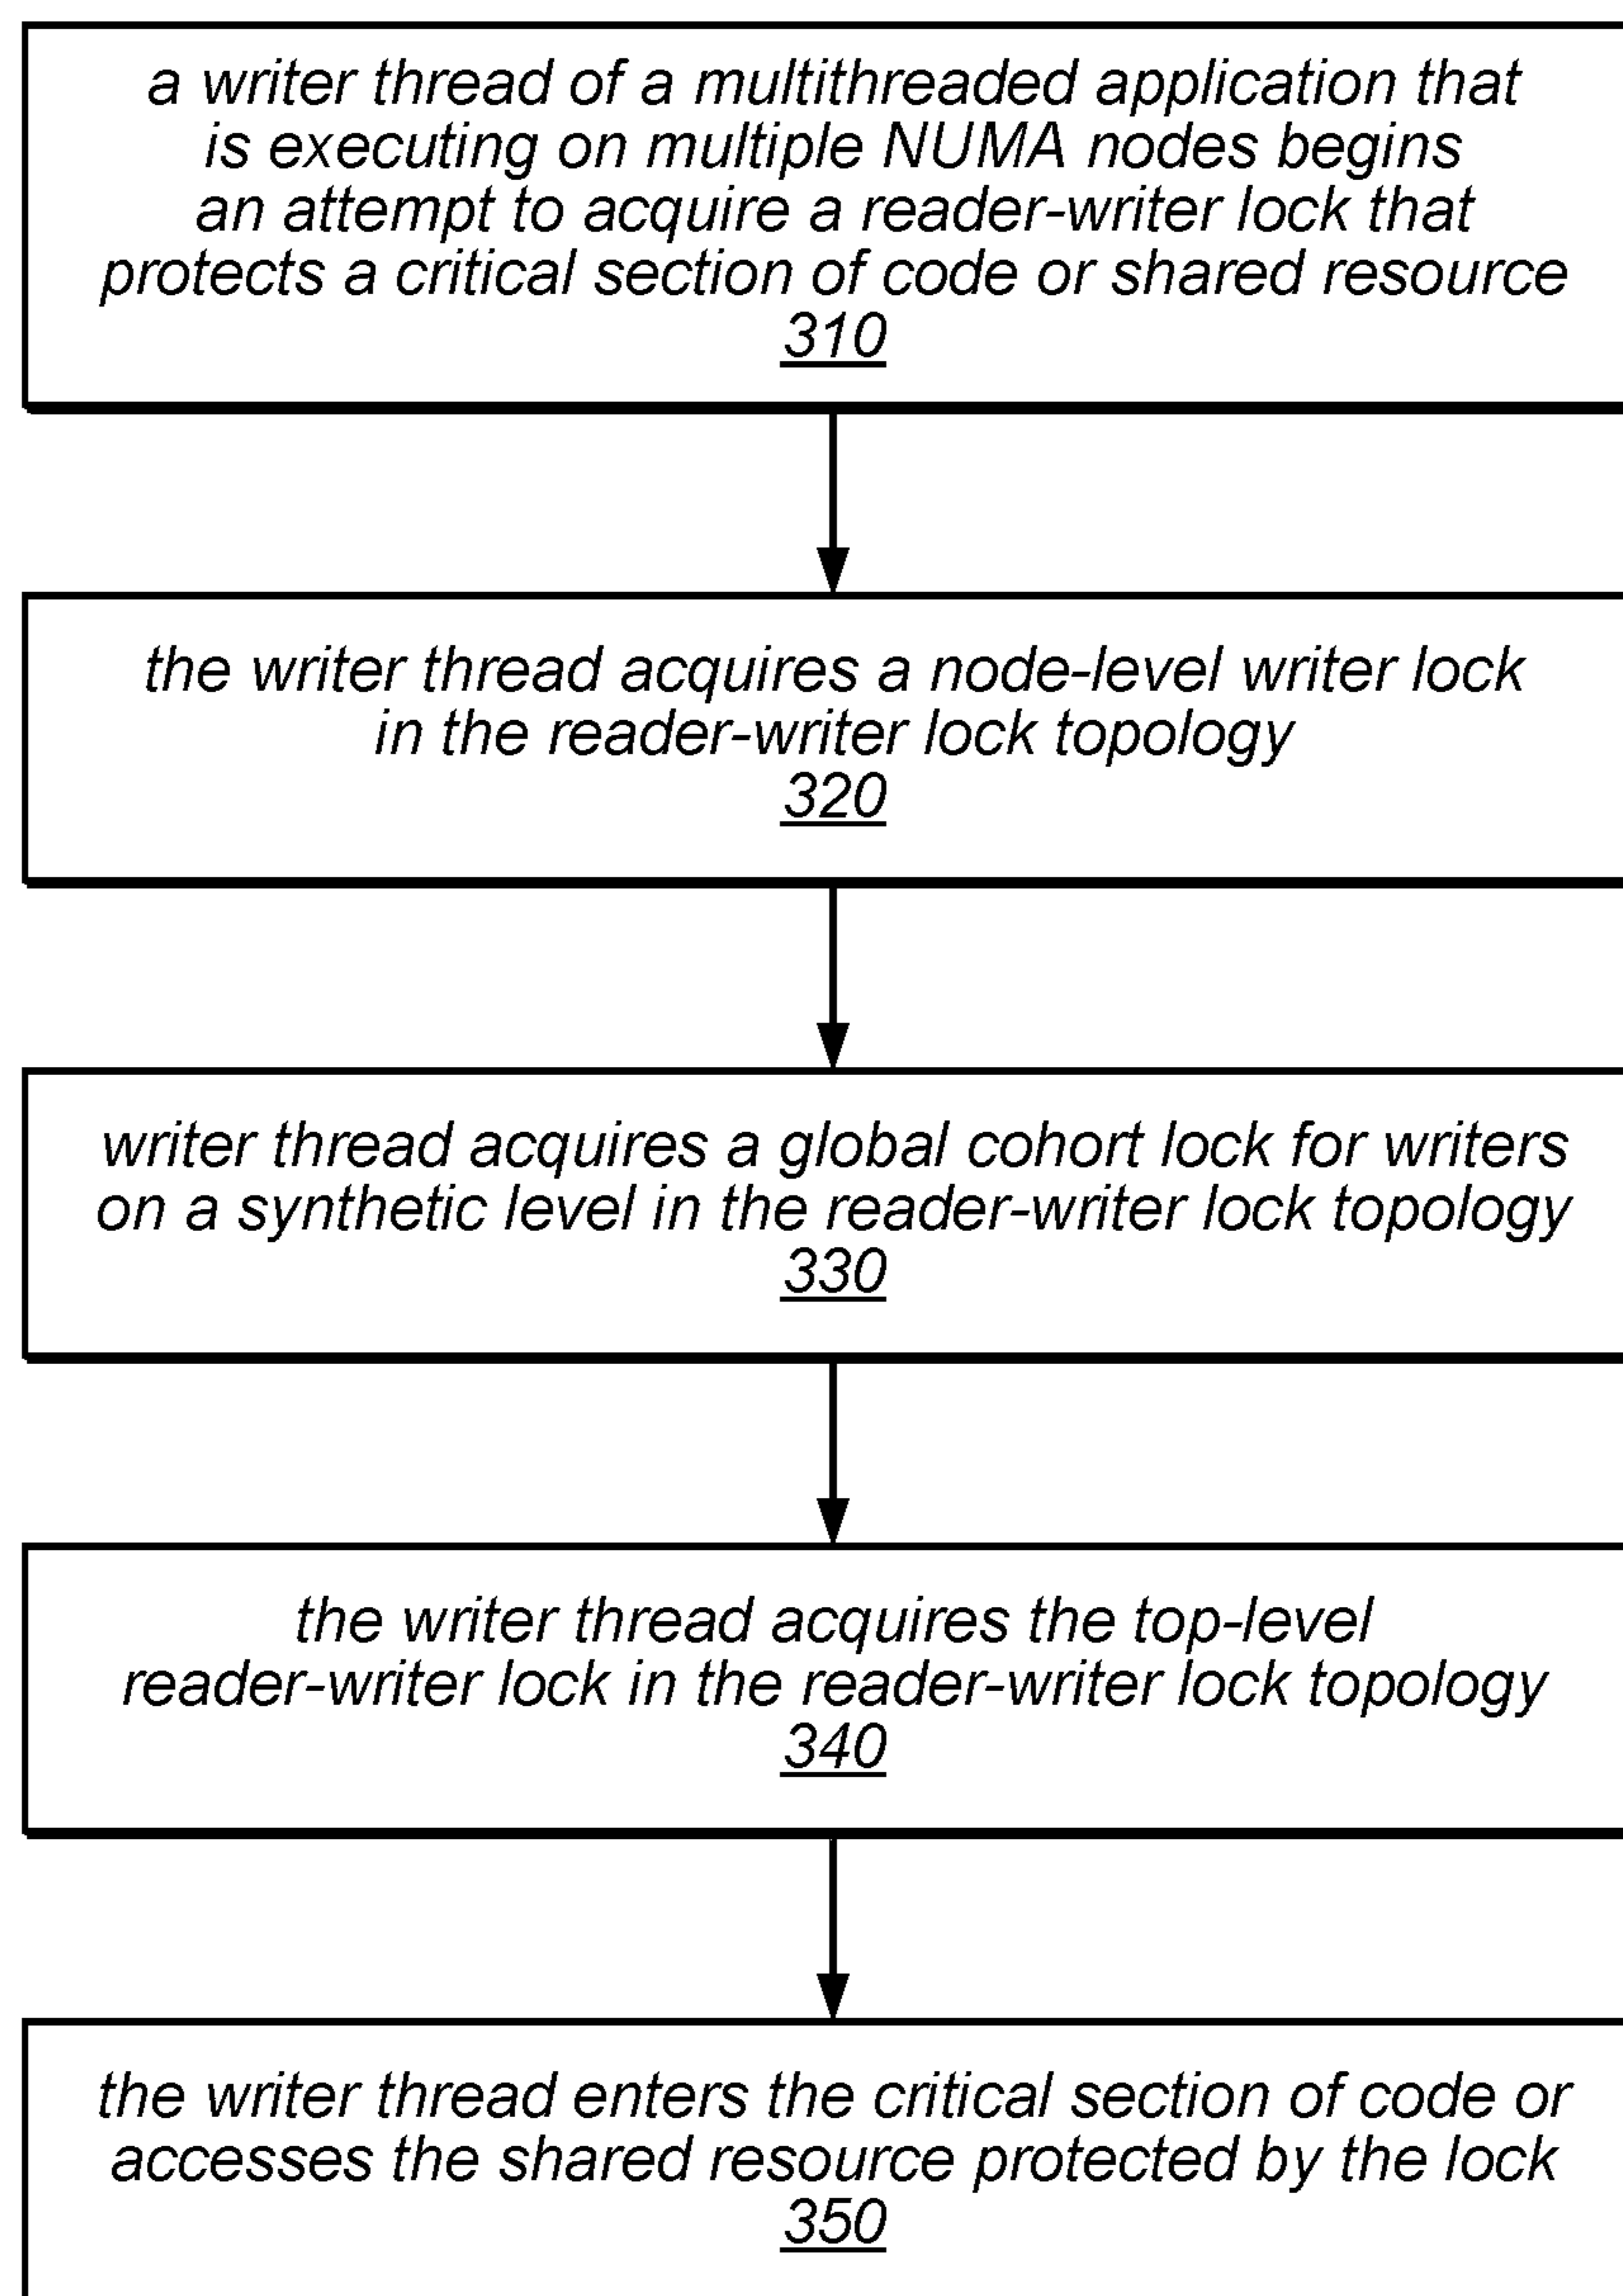 a writer thread of a multithreaded application that
is executing on multiple NUMA nodes begins
an attempt to acquire a reader-writer lock that
protects a critical section of code or shared resource
310
the writer thread acquires a node-level writer lock
in the reader-writer lock topology
320
writer thread acquires a global cohort lock for writers
on a synthetic level in the reader-writer lock topology
330
the writer thread acquires the top-level
reader-writer lock in the reader-writer lock topology
340
the writer thread enters the critical section of code or
accesses the shared resource protected by the lock
350